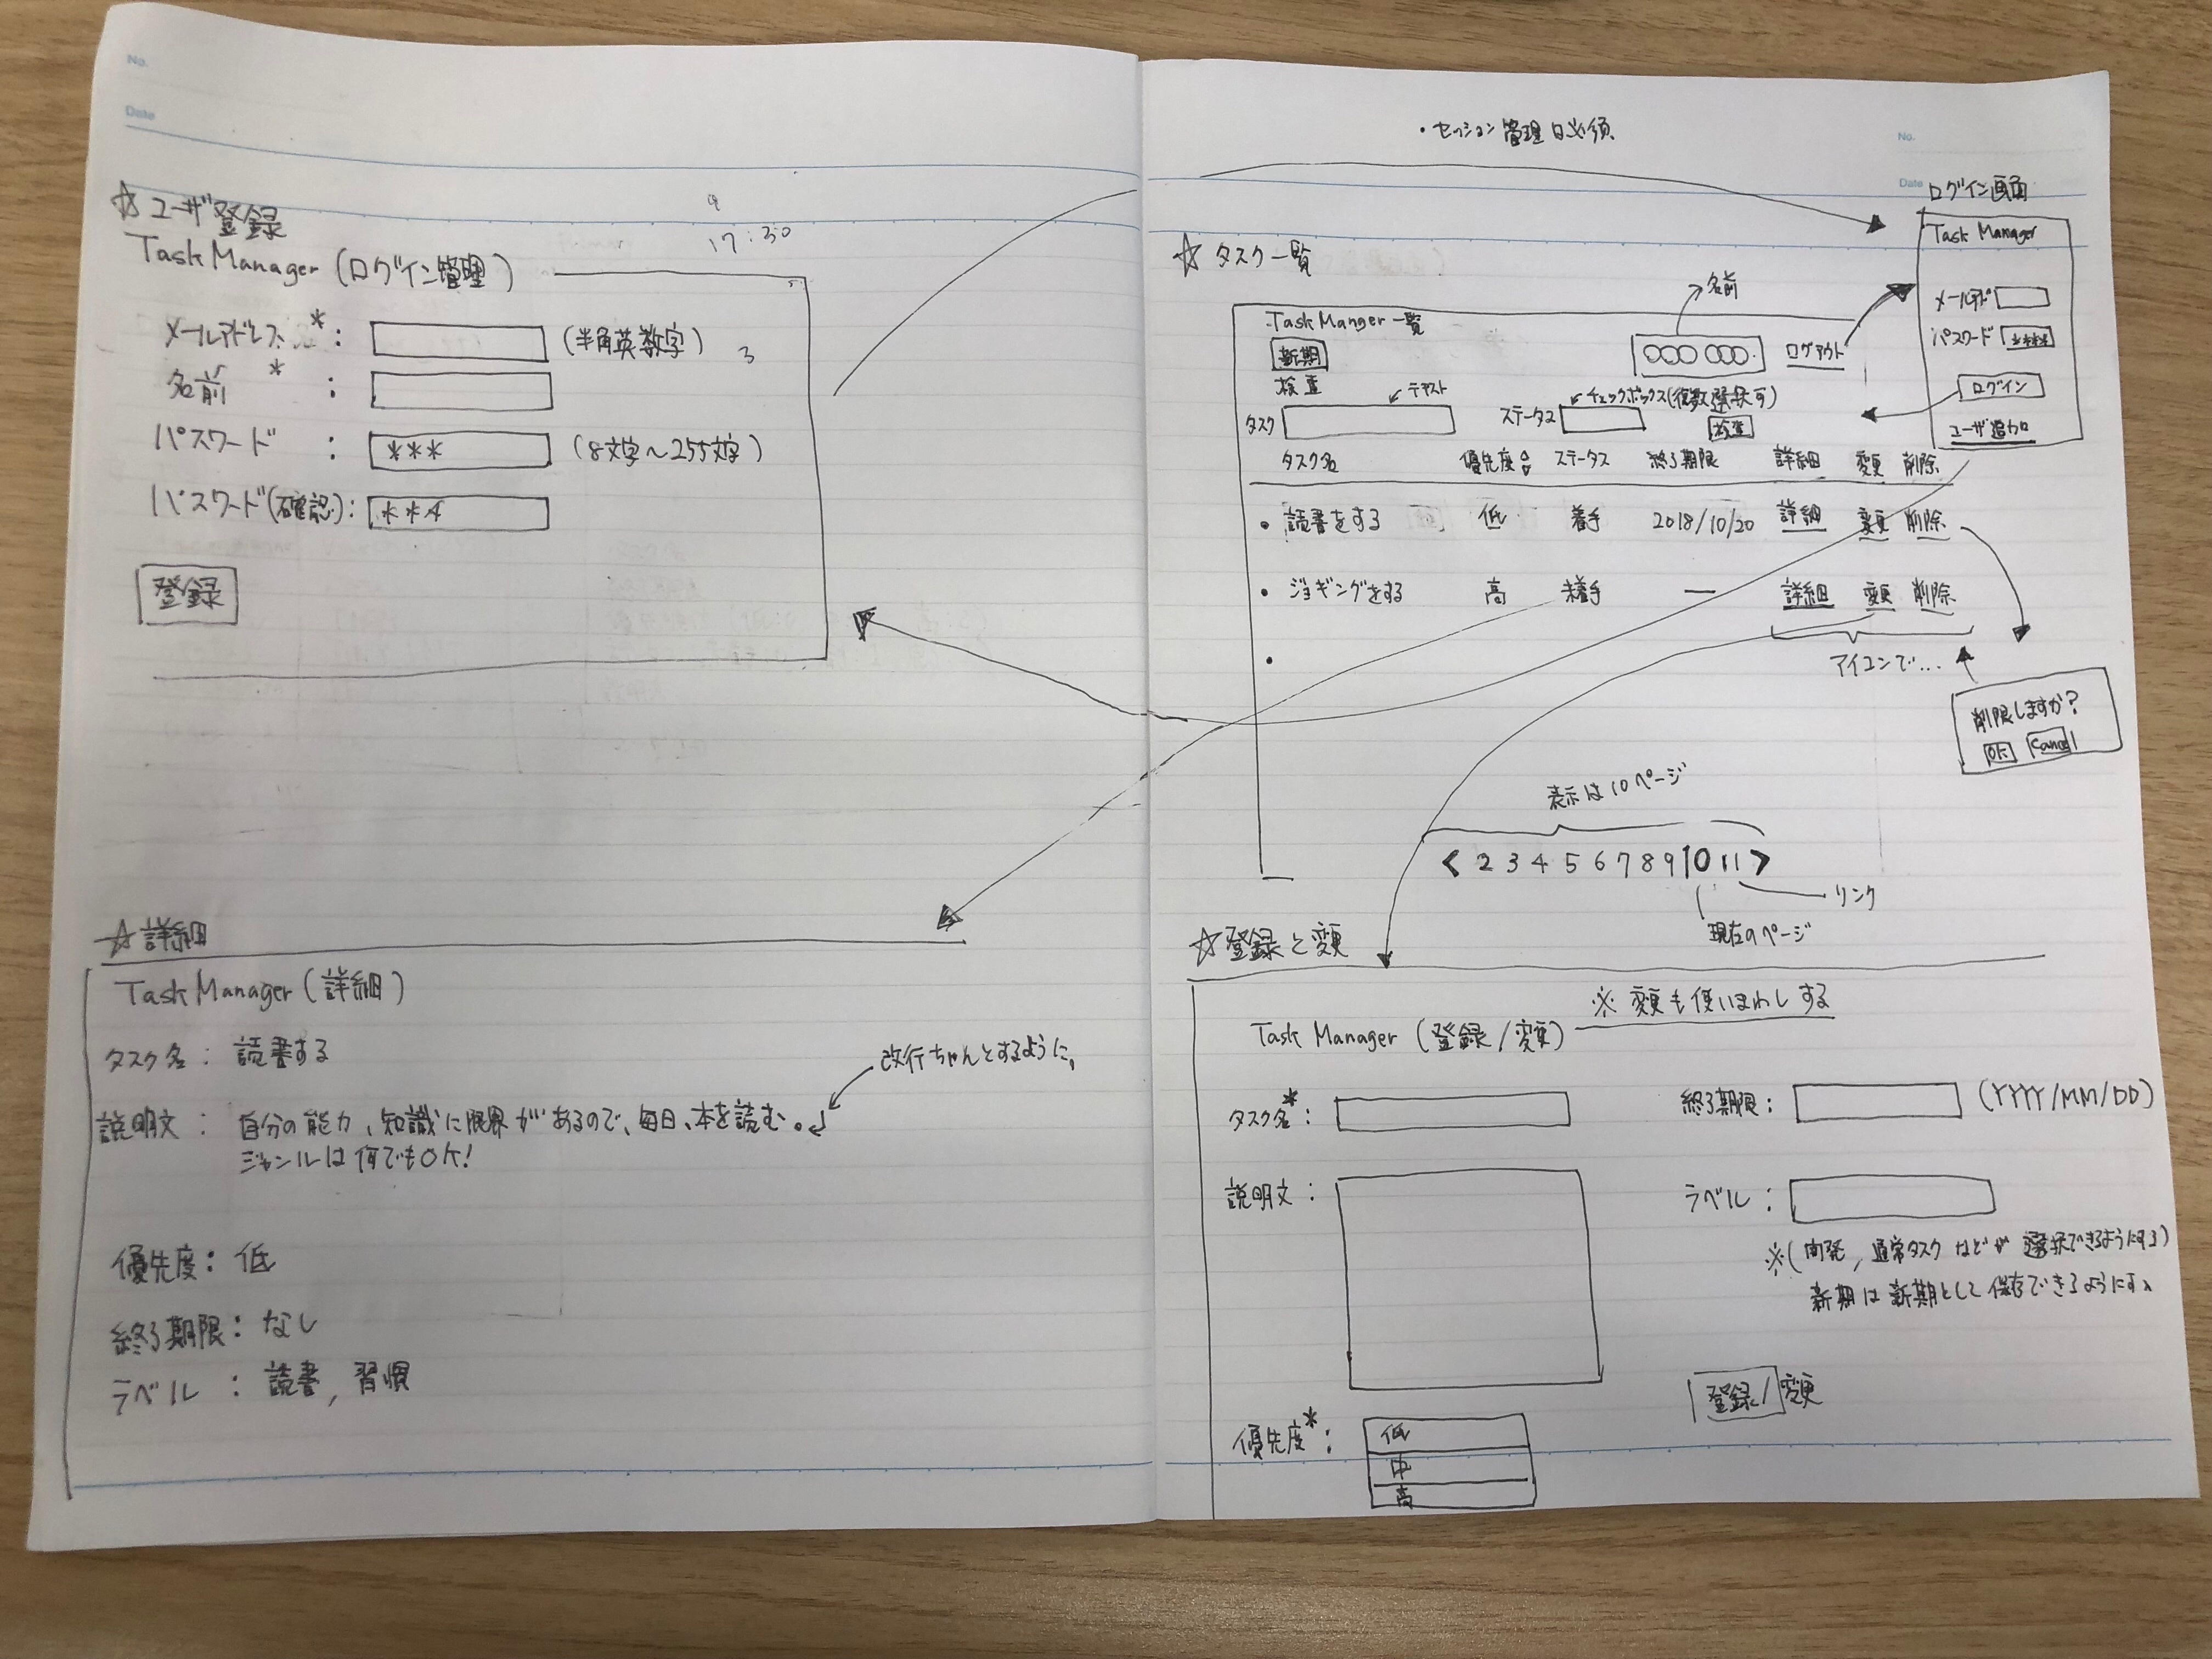 No.
Date
☆ユーザ登録
17:30
TaskManager (ログイン管理)
メールアドレス* : (半角英数字)
3
名前* :
パスワード : *** (8文字〜255文字)
パスワード(確認): ***
登録
☆詳細
TaskManager (詳細)
タスク名: 読書する
改行ちゃんとするように。
説明文 : 自分の能力、知識に限界があるので、毎日、本を読む。
ジャンルは何でもOK!
優先度: 低
終了期限: なし
ラベル : 読書, 習慣
・セッション管理は必須
No.
Date
ログイン画面
Task Manager
メールアド
パスワード ***
ログイン
ユーザ追加
☆タスク一覧
名前
TaskManger一覧
新期
○○○ ○○○. ログアウト
検査
テキスト
チェックボックス(複数選択可)
タスク ステータス
検査
タスク名 優先度 ステータス 終了期限 詳細 変更 削除
・読書をする 低 着手 2018/10/20 詳細 変更 削除
・ジョギングをする 高 未着手 ー 詳細 変更 削除
・
アイコンで...
削限しますか?
OK Cancel
表示は10ページ
< 2 3 4 5 6 7 8 9 10 11 >
リンク
現在のページ
☆登録と変更
※変更も使いまわしする
Task Manager (登録/変更)
タスク名* : 終了期限: (YYYY/MM/DD)
説明文 : ラベル :
※(開発, 通常タスクなどが選択できるようにする)
新期は新期として保存できるようにする
登録/変更
優先度* : 低
中
高